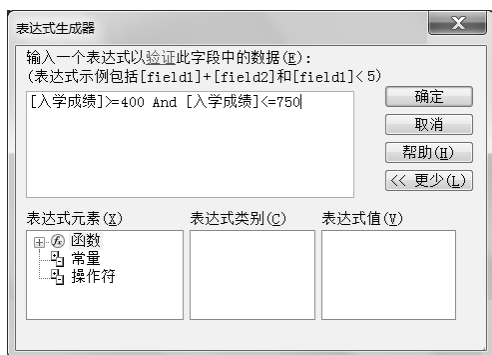 表达式生成器
输入一个表达式以验证此字段中的数据(E):
(表达式示例包括[field1]+[field2]和[field1]<5)
[入学成绩]>=400 And [入学成绩]<=750
确定
取消
帮助(H)
<< 更少(L)
表达式元素(X) 表达式类别(C) 表达式值(V)
函数
常量
操作符